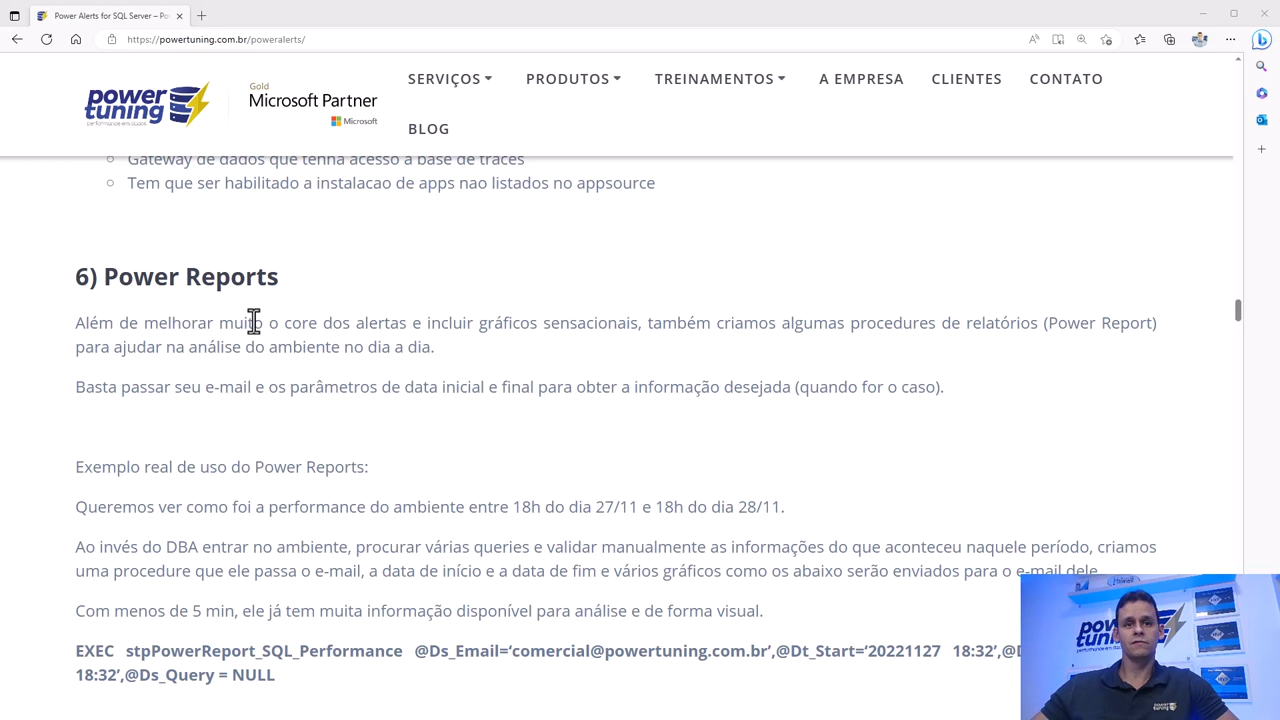 Power Alerts for SQL Server – Po
https://powertuning.com.br/poweralerts/
power tuning
performance em dados
Gold
Microsoft Partner
Microsoft
SERVIÇOS
PRODUTOS
TREINAMENTOS
A EMPRESA
CLIENTES
CONTATO
BLOG
Gateway de dados que tenha acesso a base de traces
Tem que ser habilitado a instalacao de apps nao listados no appsource
6) Power Reports
Além de melhorar muito o core dos alertas e incluir gráficos sensacionais, também criamos algumas procedures de relatórios (Power Report)
para ajudar na análise do ambiente no dia a dia.
Basta passar seu e-mail e os parâmetros de data inicial e final para obter a informação desejada (quando for o caso).
Exemplo real de uso do Power Reports:
Queremos ver como foi a performance do ambiente entre 18h do dia 27/11 e 18h do dia 28/11.
Ao invés do DBA entrar no ambiente, procurar várias queries e validar manualmente as informações do que aconteceu naquele período, criamos
uma procedure que ele passa o e-mail, a data de início e a data de fim e vários gráficos como os abaixo serão enviados para o e-mail dele
Com menos de 5 min, ele já tem muita informação disponível para análise e de forma visual.
EXEC stpPowerReport_SQL_Performance @Ds_Email=‘comercial@powertuning.com.br’,@Dt_Start=‘20221127 18:32’,@D
18:32’,@Ds_Query = NULL
power
tuning